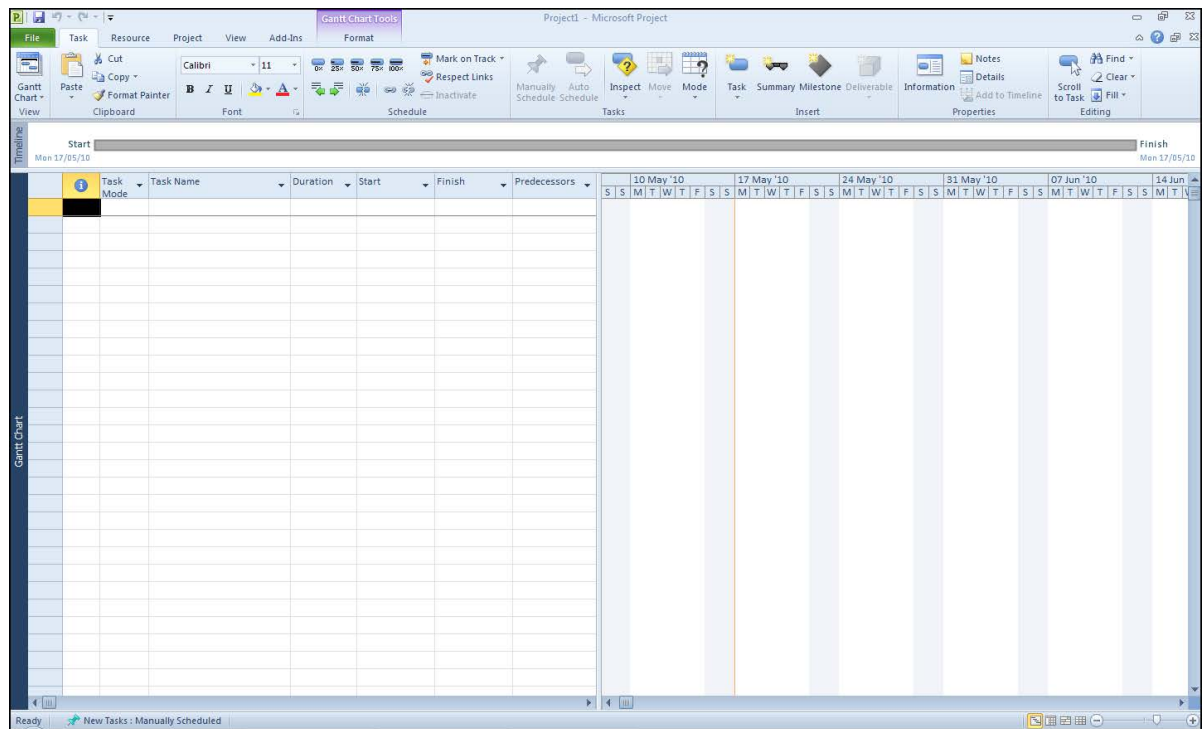 Gantt Chart Tools
Project1 - Microsoft Project
File Task Resource Project View Add-Ins Format
Gantt Chart
View
Paste
Cut
Copy
Format Painter
Clipboard
Calibri 11
B I U A
Font
0× 25× 50× 75× 100×
Mark on Track
Respect Links
Inactivate
Schedule
Manually Schedule
Auto Schedule
Inspect
Move
Mode
Tasks
Task
Summary
Milestone
Deliverable
Insert
Information
Notes
Details
Add to Timeline
Properties
Scroll to Task
Find
Clear
Fill
Editing
Timeline
Start
Mon 17/05/10
Finish
Mon 17/05/10
Task Mode Task Name Duration Start Finish Predecessors
10 May '10 17 May '10 24 May '10 31 May '10 07 Jun '10 14 Jun
S S M T W T F S S M T W T F S S M T W T F S S M T W T F S S M T W T F S S M T W
Gantt Chart
Ready New Tasks : Manually Scheduled